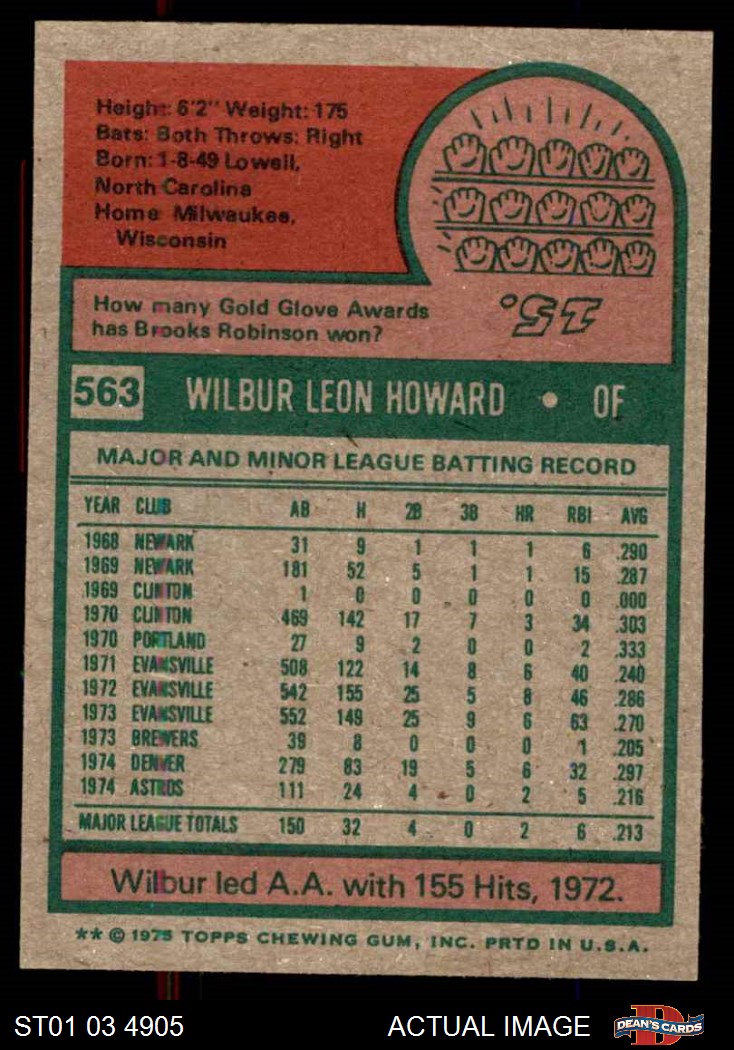 Height: 6'2" Weight: 175
Bats: Both Throws: Right
Born: 1-8-49 Lowell,
North Carolina
Home Milwaukee,
Wisconsin
How many Gold Glove Awards
has Brooks Robinson won?
15.
563 WILBUR LEON HOWARD • OF
MAJOR AND MINOR LEAGUE BATTING RECORD
YEAR CLUB AB H 2B 3B HR RBI AVG
1968 NEWARK 31 9 1 1 1 6 .290
1969 NEWARK 181 52 5 1 1 15 .287
1969 CLINTON 1 0 0 0 0 0 .000
1970 CLINTON 469 142 17 7 3 34 .303
1970 PORTLAND 27 9 2 0 0 2 .333
1971 EVANSVILLE 508 122 14 8 6 40 .240
1972 EVANSVILLE 542 155 25 5 8 46 .286
1973 EVANSVILLE 552 149 25 9 6 63 .270
1973 BREWERS 39 8 0 0 0 1 .205
1974 DENVER 279 83 19 5 6 32 .297
1974 ASTROS 111 24 4 0 2 5 .216
MAJOR LEAGUE TOTALS 150 32 4 0 2 6 .213
Wilbur led A.A. with 155 Hits, 1972.
** © 1975 TOPPS CHEWING GUM, INC. PRTD IN U.S.A.
ST01 03 4905 ACTUAL IMAGE DEAN'S CARDS